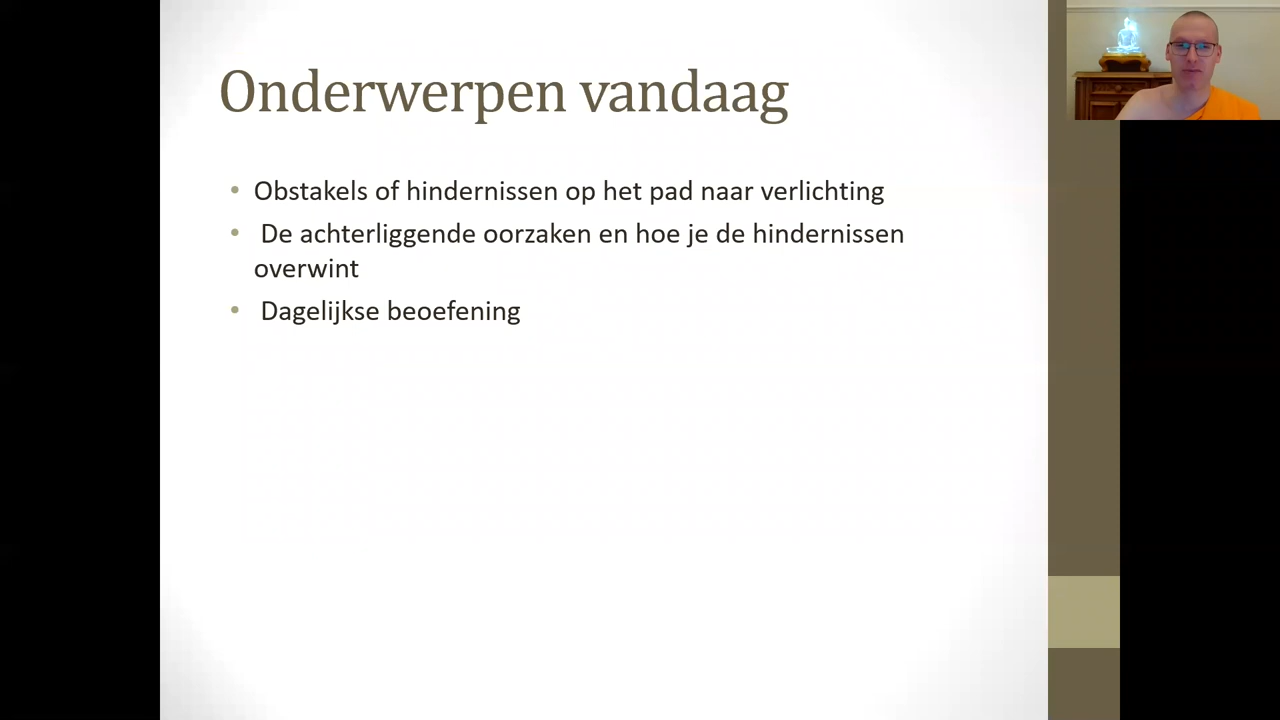 Onderwerpen vandaag
• Obstakels of hindernissen op het pad naar verlichting
• De achterliggende oorzaken en hoe je de hindernissen
overwint
• Dagelijkse beoefening